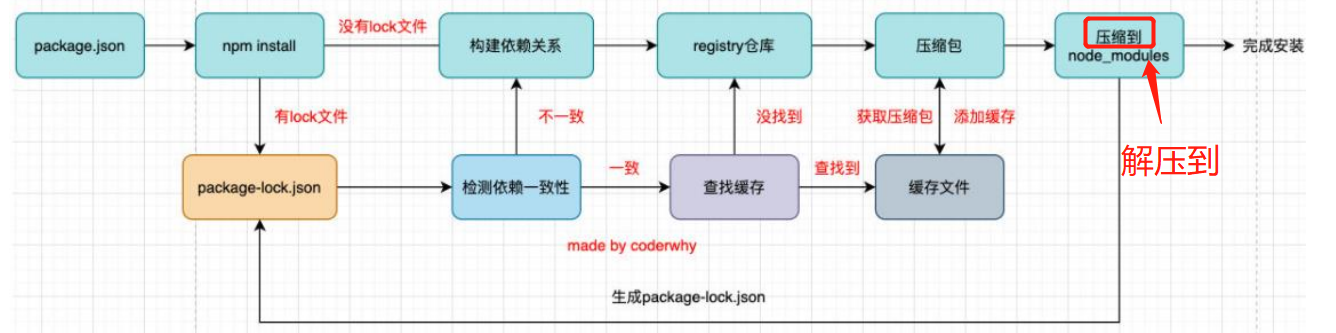 package.json
npm install
没有lock文件
构建依赖关系
registry仓库
压缩包
压缩到
node_modules
完成安装
有lock文件
不一致
没找到
获取压缩包
添加缓存
解压到
package-lock.json
检测依赖一致性
一致
查找缓存
查找到
缓存文件
made by coderwhy
生成package-lock.json